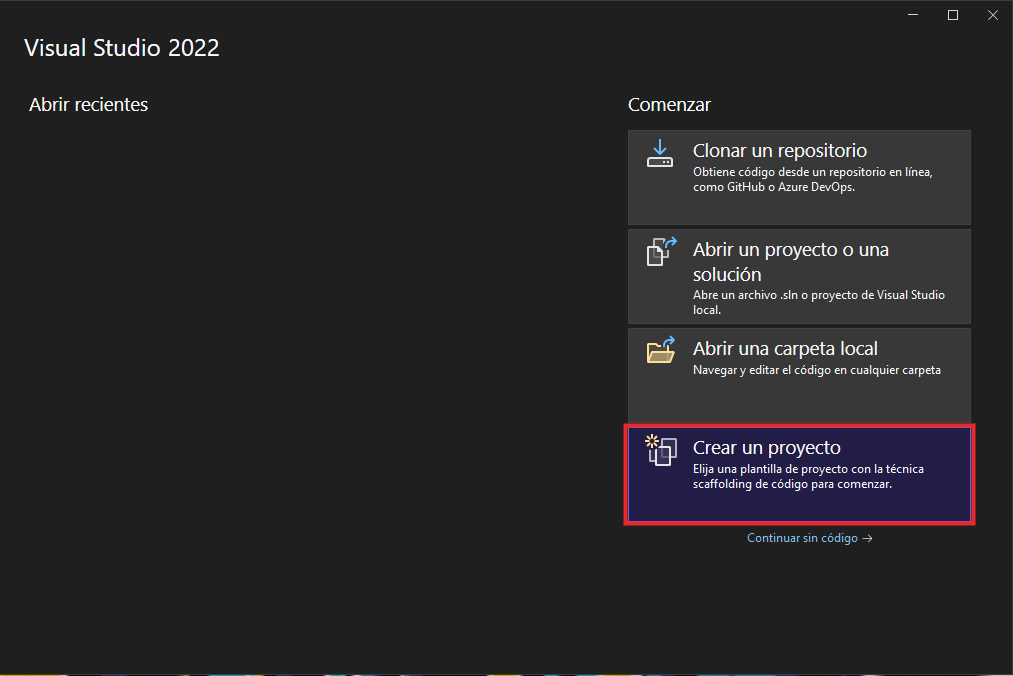 Visual Studio 2022
Abrir recientes
Comenzar
Clonar un repositorio
Obtiene código desde un repositorio en línea,
como GitHub o Azure DevOps.
Abrir un proyecto o una
solución
Abre un archivo .sln o proyecto de Visual Studio
local.
Abrir una carpeta local
Navegar y editar el código en cualquier carpeta
Crear un proyecto
Elija una plantilla de proyecto con la técnica
scaffolding de código para comenzar.
Continuar sin código →